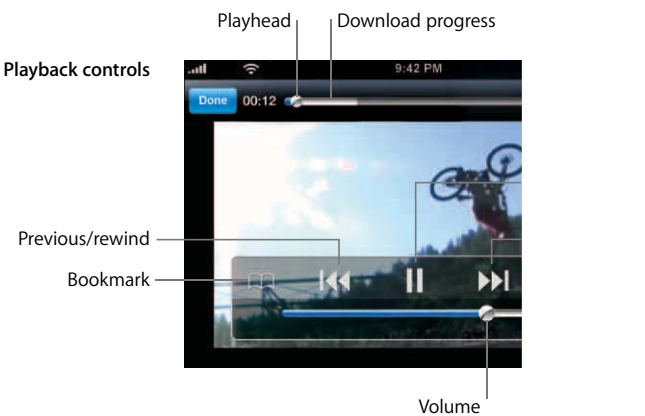 Playhead
Download progress
Playback controls
9:42 PM
Done
00:12
Previous/rewind
Bookmark
Volume